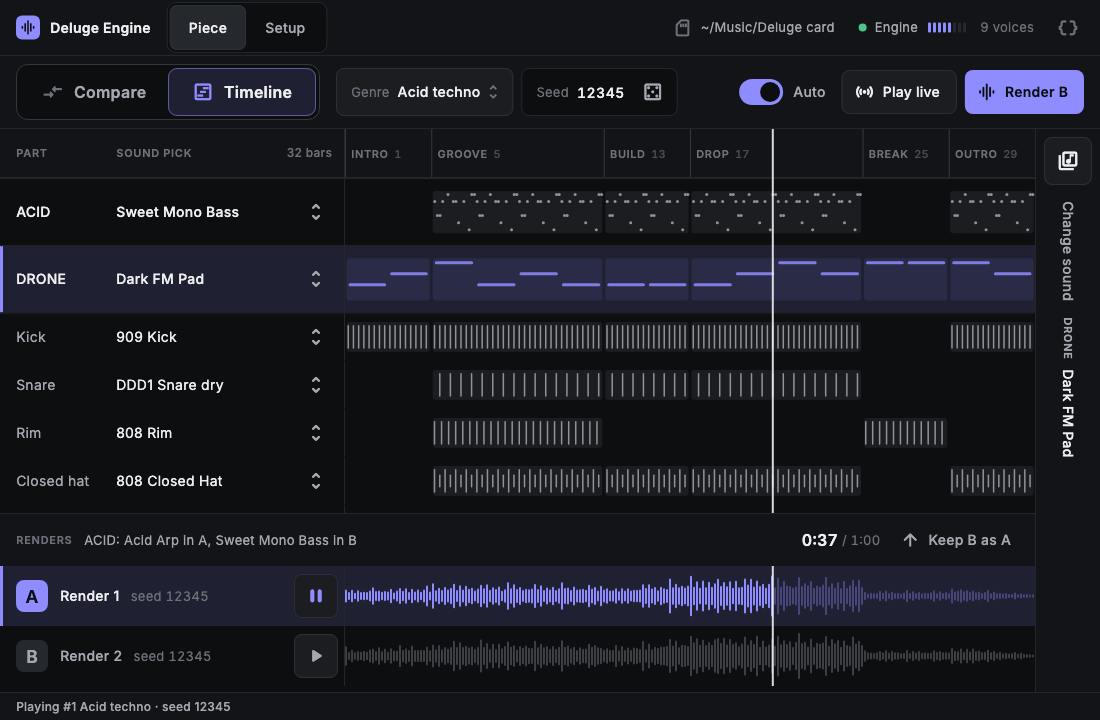 Deluge Engine
Piece
Setup
~/Music/Deluge card
Engine
9 voices
Compare
Timeline
Genre Acid techno
Seed 12345
Auto
Play live
Render B
PART
SOUND PICK
32 bars
INTRO 1
GROOVE 5
BUILD 13
DROP 17
BREAK 25
OUTRO 29
ACID
Sweet Mono Bass
DRONE
Dark FM Pad
Kick
909 Kick
Snare
DDD1 Snare dry
Rim
808 Rim
Closed hat
808 Closed Hat
Change sound
DRONE
Dark FM Pad
RENDERS
ACID: Acid Arp in A, Sweet Mono Bass in B
0:37 / 1:00
Keep B as A
A
Render 1 seed 12345
B
Render 2 seed 12345
Playing #1 Acid techno · seed 12345